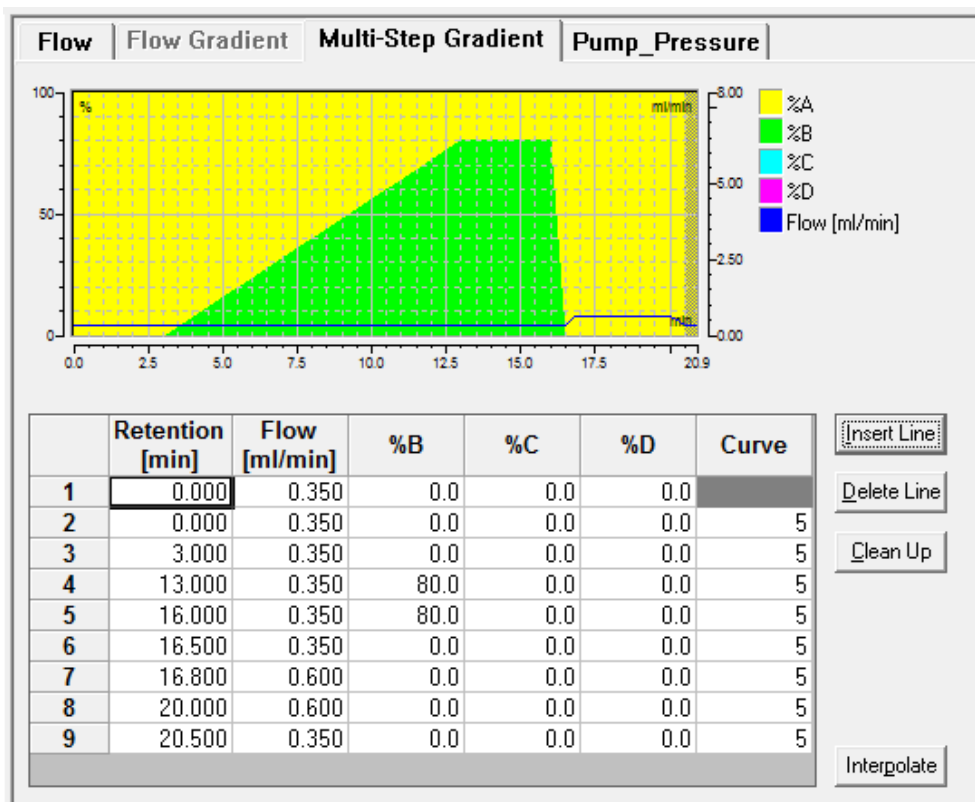 Flow Flow Gradient Multi-Step Gradient Pump_Pressure
100
%
50
0
ml/min
min
8.00
5.00
2.50
0.00
0.0 2.5 5.0 7.5 10.0 12.5 15.0 17.5 20.9
%A
%B
%C
%D
Flow [ml/min]
Retention [min] Flow [ml/min] %B %C %D Curve
1 0.000 0.350 0.0 0.0 0.0
2 0.000 0.350 0.0 0.0 0.0 5
3 3.000 0.350 0.0 0.0 0.0 5
4 13.000 0.350 80.0 0.0 0.0 5
5 16.000 0.350 80.0 0.0 0.0 5
6 16.500 0.350 0.0 0.0 0.0 5
7 16.800 0.600 0.0 0.0 0.0 5
8 20.000 0.600 0.0 0.0 0.0 5
9 20.500 0.350 0.0 0.0 0.0 5
Insert Line
Delete Line
Clean Up
Interpolate